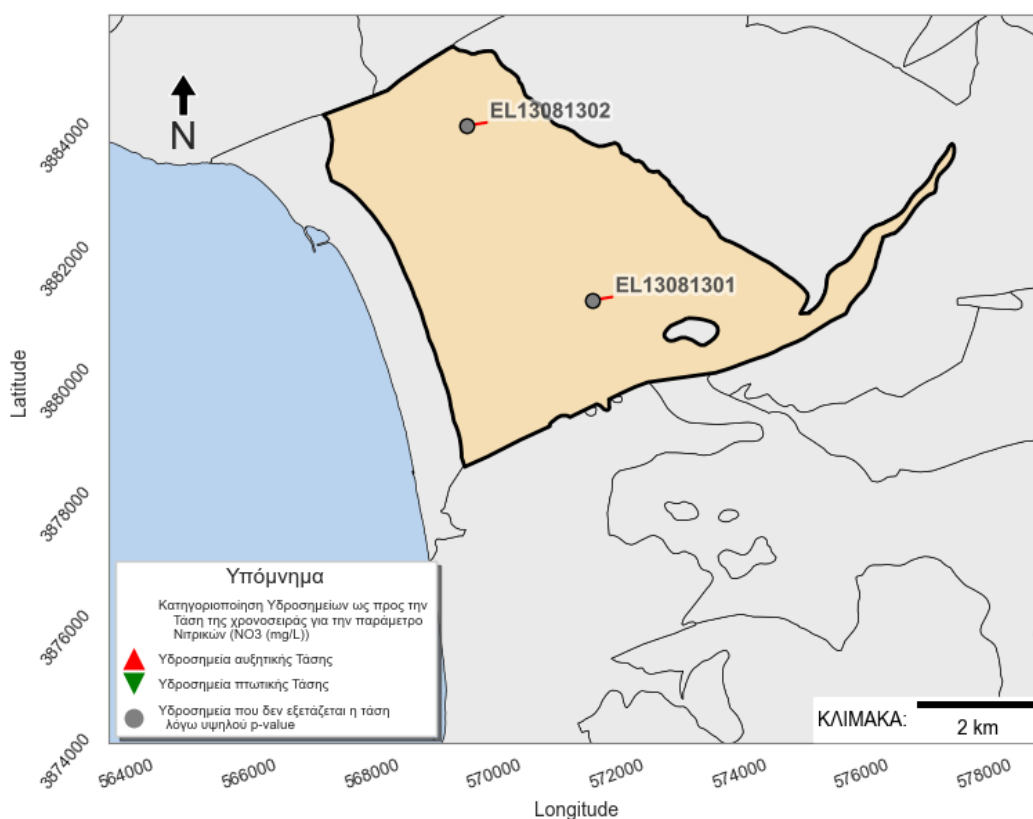 N
EL13081302
EL13081301
Latitude
3884000
3882000
3880000
3878000
3876000
3874000
Υπόμνημα
Κατηγοριοποίηση Υδροσημείων ως προς την
Τάση της χρονοσειράς για την παράμετρο
Νιτρικών (NO3 (mg/L))
Υδροσημεία αυξητικής Τάσης
Υδροσημεία πτωτικής Τάσης
Υδροσημεία που δεν εξετάζεται η τάση
λόγω υψηλού p-value
ΚΛΙΜΑΚΑ:
2 km
564000
566000
568000
570000
572000
574000
576000
578000
Longitude